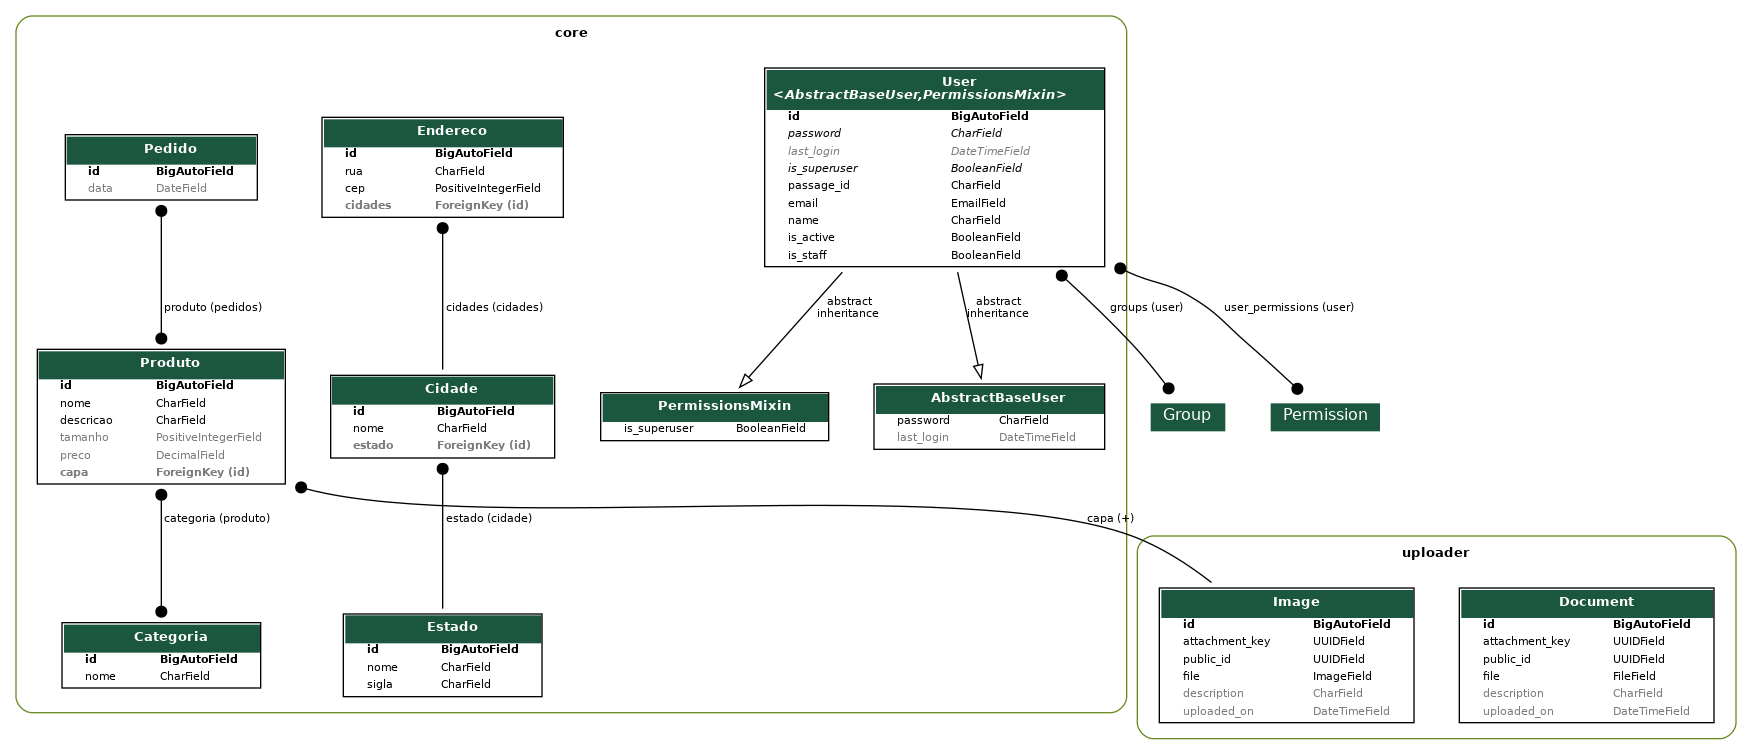 core
User
<AbstractBaseUser,PermissionsMixin>
id BigAutoField
password CharField
last_login DateTimeField
is_superuser BooleanField
passage_id CharField
email EmailField
name CharField
is_active BooleanField
is_staff BooleanField
Endereco
id BigAutoField
rua CharField
cep PositiveIntegerField
cidades ForeignKey (id)
Pedido
id BigAutoField
data DateField
produto (pedidos)
cidades (cidades)
abstract
inheritance
abstract
inheritance
groups (user)
user_permissions (user)
Produto
id BigAutoField
nome CharField
descricao CharField
tamanho PositiveIntegerField
preco DecimalField
capa ForeignKey (id)
Cidade
id BigAutoField
nome CharField
estado ForeignKey (id)
PermissionsMixin
is_superuser BooleanField
AbstractBaseUser
password CharField
last_login DateTimeField
Group
Permission
categoria (produto)
estado (cidade)
capa (+)
Categoria
id BigAutoField
nome CharField
Estado
id BigAutoField
nome CharField
sigla CharField
uploader
Image
id BigAutoField
attachment_key UUIDField
public_id UUIDField
file ImageField
description CharField
uploaded_on DateTimeField
Document
id BigAutoField
attachment_key UUIDField
public_id UUIDField
file FileField
description CharField
uploaded_on DateTimeField